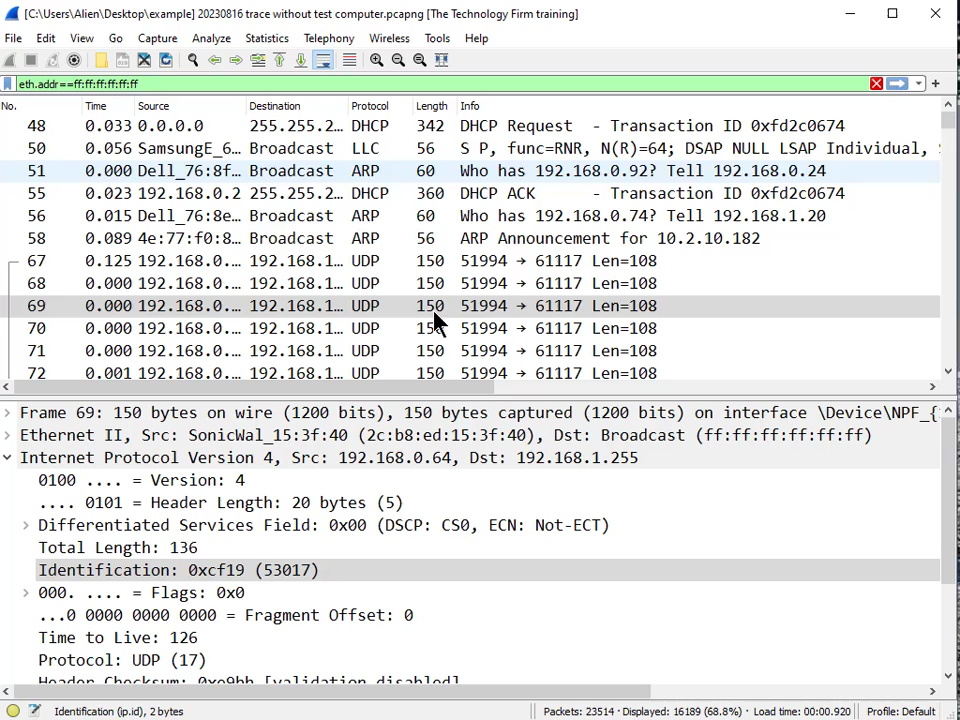 [C:\Users\Alien\Desktop\example] 20230816 trace without test computer.pcapng [The Technology Firm training]
File Edit View Go Capture Analyze Statistics Telephony Wireless Tools Help
eth.addr==ff:ff:ff:ff:ff:ff
No. Time Source Destination Protocol Length Info
48 0.033 0.0.0.0 255.255.2… DHCP 342 DHCP Request - Transaction ID 0xfd2c0674
50 0.056 SamsungE_6… Broadcast LLC 56 S P, func=RNR, N(R)=64; DSAP NULL LSAP Individual,
51 0.000 Dell_76:8f… Broadcast ARP 60 Who has 192.168.0.92? Tell 192.168.0.24
55 0.023 192.168.0.2 255.255.2… DHCP 360 DHCP ACK - Transaction ID 0xfd2c0674
56 0.015 Dell_76:8e… Broadcast ARP 60 Who has 192.168.0.74? Tell 192.168.1.20
58 0.089 4e:77:f0:8… Broadcast ARP 56 ARP Announcement for 10.2.10.182
67 0.125 192.168.0.… 192.168.1… UDP 150 51994 → 61117 Len=108
68 0.000 192.168.0.… 192.168.1… UDP 150 51994 → 61117 Len=108
69 0.000 192.168.0.… 192.168.1… UDP 150 51994 → 61117 Len=108
70 0.000 192.168.0.… 192.168.1… UDP 150 51994 → 61117 Len=108
71 0.000 192.168.0.… 192.168.1… UDP 150 51994 → 61117 Len=108
72 0.001 192.168.0.… 192.168.1… UDP 150 51994 → 61117 Len=108
Frame 69: 150 bytes on wire (1200 bits), 150 bytes captured (1200 bits) on interface \Device\NPF_{
Ethernet II, Src: SonicWal_15:3f:40 (2c:b8:ed:15:3f:40), Dst: Broadcast (ff:ff:ff:ff:ff:ff)
Internet Protocol Version 4, Src: 192.168.0.64, Dst: 192.168.1.255
0100 .... = Version: 4
.... 0101 = Header Length: 20 bytes (5)
Differentiated Services Field: 0x00 (DSCP: CS0, ECN: Not-ECT)
Total Length: 136
Identification: 0xcf19 (53017)
000. .... = Flags: 0x0
...0 0000 0000 0000 = Fragment Offset: 0
Time to Live: 126
Protocol: UDP (17)
Header Checksum: 0xe9bb [validation disabled]
Identification (ip.id), 2 bytes Packets: 23514 · Displayed: 16189 (68.8%) · Load time: 00:00.920 Profile: Default